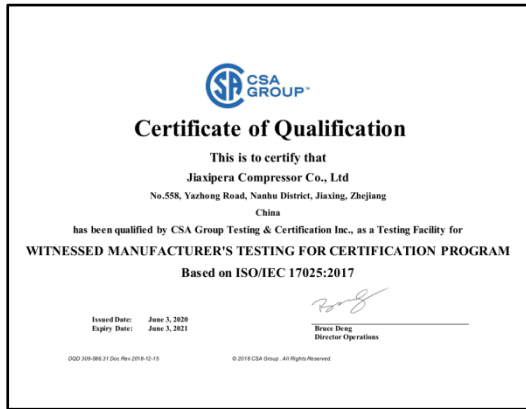 CSA
GROUP™
Certificate of Qualification
This is to certify that
Jiaxipera Compressor Co., Ltd
No.558, Yazhong Road, Nanhu District, Jiaxing, Zhejiang
China
has been qualified by CSA Group Testing & Certification Inc., as a Testing Facility for
WITNESSED MANUFACTURER'S TESTING FOR CERTIFICATION PROGRAM
Based on ISO/IEC 17025:2017
Issued Date: June 3, 2020
Expiry Date: June 3, 2021
Bruce Deng
Director Operations
DQD 309-886.31 Doc Rev 2018-12-15
© 2018 CSA Group . All Rights Reserved.